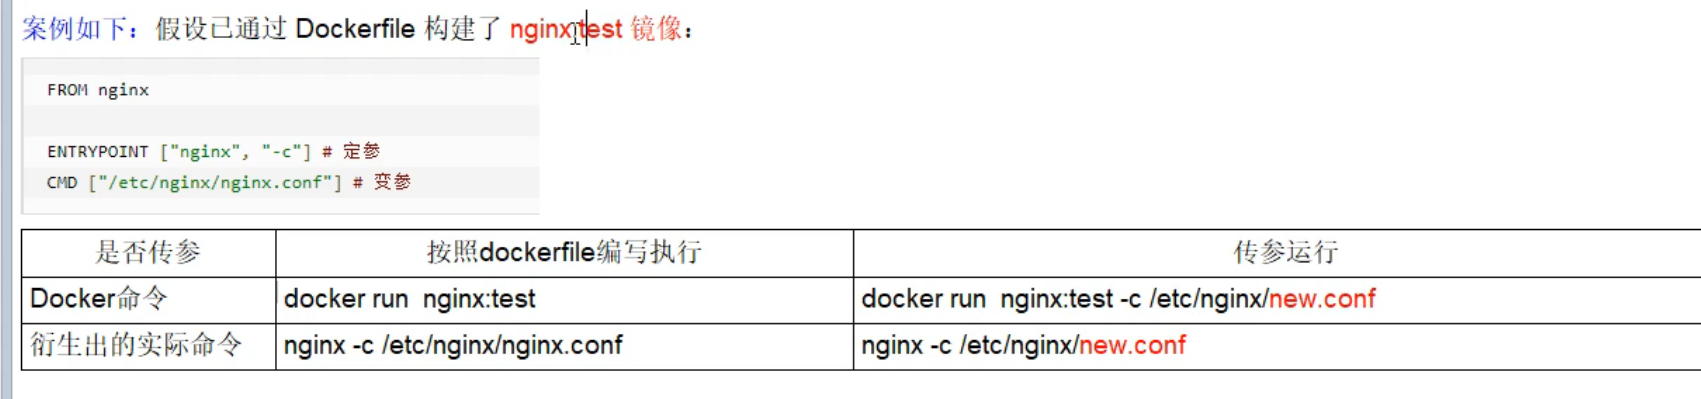 案例如下：假设已通过 Dockerfile 构建了 nginx:test 镜像：
FROM nginx
ENTRYPOINT ["nginx", "-c"] # 定参
CMD ["/etc/nginx/nginx.conf"] # 变参
是否传参 按照dockerfile编写执行 传参运行
Docker命令 docker run  nginx:test docker run  nginx:test -c /etc/nginx/new.conf
衍生出的实际命令 nginx -c /etc/nginx/nginx.conf nginx -c /etc/nginx/new.conf